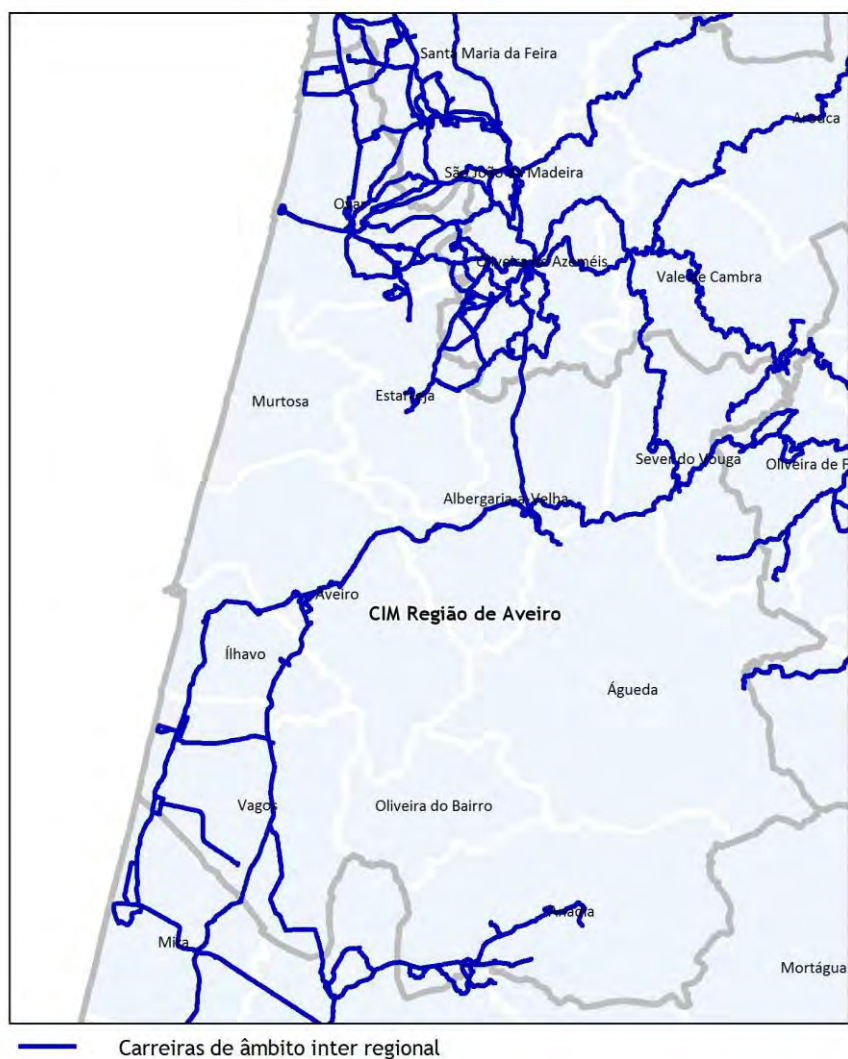 Santa Maria da Feira
Arouca
São João da Madeira
Ovar
Oliveira de Azeméis
Vale de Cambra
Murtosa
Estarreja
Sever do Vouga
Oliveira de F
Albergaria-a-Velha
Aveiro
CIM Região de Aveiro
Ílhavo
Águeda
Vagos
Oliveira do Bairro
Anadia
Mira
Mortágua
Carreiras de âmbito inter regional